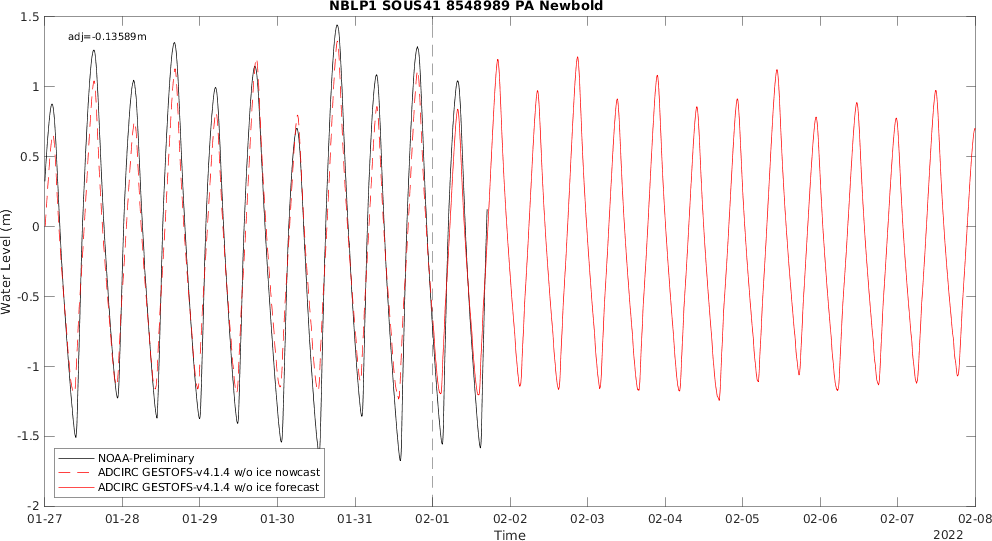 NBLP1 SOUS41 8548989 PA Newbold
adj=-0.13589m
1.5
1
0.5
0
-0.5
-1
-1.5
-2
Water Level (m)
NOAA-Preliminary
ADCIRC GESTOFS-v4.1.4 w/o ice nowcast
ADCIRC GESTOFS-v4.1.4 w/o ice forecast
01-27 01-28 01-29 01-30 01-31 02-01 02-02 02-03 02-04 02-05 02-06 02-07 02-08
Time
2022